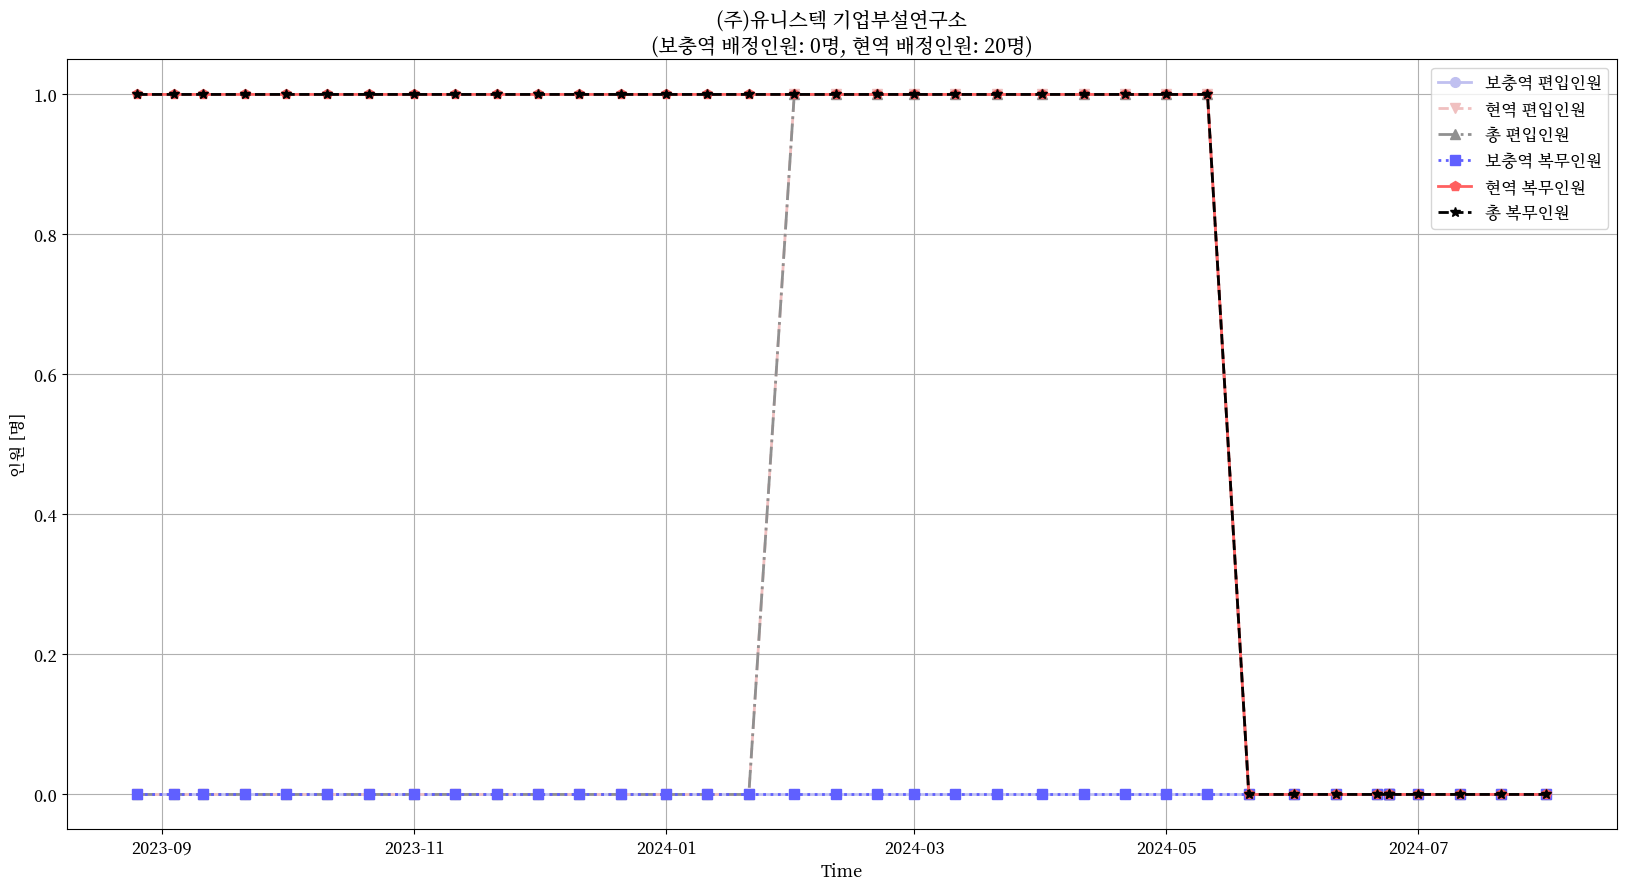 (주)유니스텍 기업부설연구소
(보충역 배정인원: 0명, 현역 배정인원: 20명)
보충역 편입인원
현역 편입인원
총 편입인원
보충역 복무인원
현역 복무인원
총 복무인원
인원 [명]
1.0
0.8
0.6
0.4
0.2
0.0
2023-09
2023-11
2024-01
2024-03
2024-05
2024-07
Time